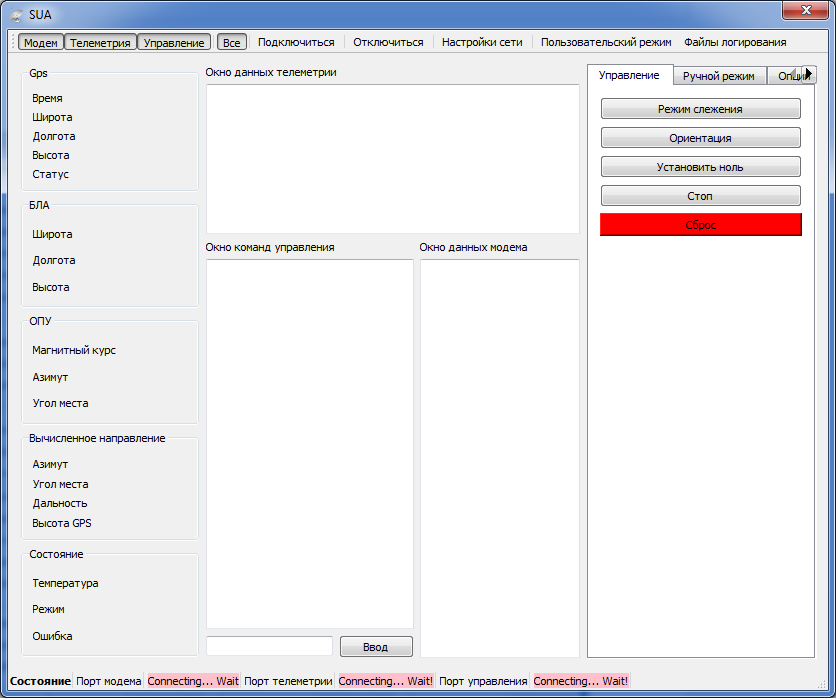 SUA
Модем Телеметрия Управление Все Подключиться Отключиться Настройки сети Пользовательский режим Файлы логирования
Gps
Время
Широта
Долгота
Высота
Статус
БЛА
Широта
Долгота
Высота
ОПУ
Магнитный курс
Азимут
Угол места
Вычисленное направление
Азимут
Угол места
Дальность
Высота GPS
Состояние
Температура
Режим
Ошибка
Окно данных телеметрии
Окно команд управления
Окно данных модема
Ввод
Управление Ручной режим Опции
Режим слежения
Ориентация
Установить ноль
Стоп
Сброс
Состояние Порт модема Connecting... Wait Порт телеметрии Connecting... Wait! Порт управления Connecting... Wait!